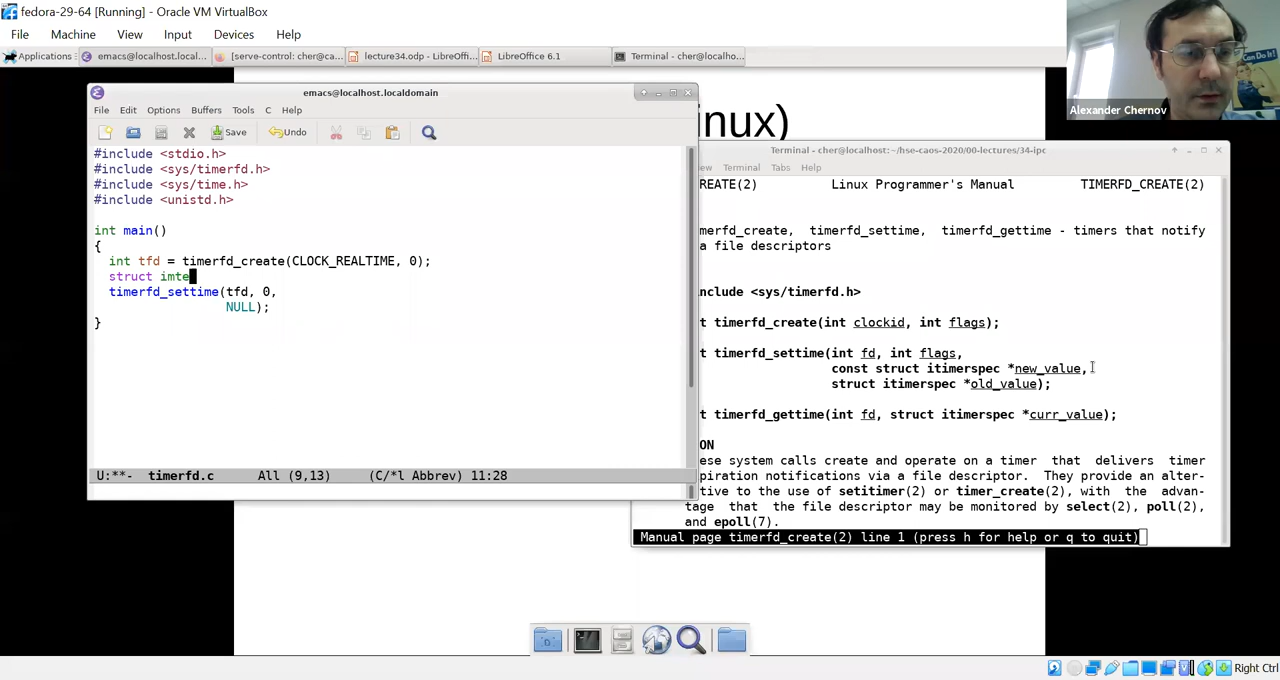 fedora-29-64 [Running] - Oracle VM VirtualBox
File Machine View Input Devices Help
Applications emacs@localhost.local... [serve-control: cher@ca... lecture34.odp - LibreOffi... LibreOffice 6.1 Terminal - cher@localho...
Can Do It!
Alexander Chernov
inux)
emacs@localhost.localdomain
File Edit Options Buffers Tools C Help
Save Undo
#include <stdio.h>
#include <sys/timerfd.h>
#include <sys/time.h>
#include <unistd.h>
int main()
{
  int tfd = timerfd_create(CLOCK_REALTIME, 0);
  struct imte
  timerfd_settime(tfd, 0,
                  NULL);
}
U:**- timerfd.c All (9,13) (C/*l Abbrev) 11:28
Terminal - cher@localhost:~/hse-caos-2020/00-lectures/34-ipc
ew Terminal Tabs Help
REATE(2) Linux Programmer's Manual TIMERFD_CREATE(2)
merfd_create, timerfd_settime, timerfd_gettime - timers that notify
a file descriptors
include <sys/timerfd.h>
t timerfd_create(int clockid, int flags);
t timerfd_settime(int fd, int flags,
const struct itimerspec *new_value,
struct itimerspec *old_value);
t timerfd_gettime(int fd, struct itimerspec *curr_value);
ON
ese system calls create and operate on a timer that delivers timer
piration notifications via a file descriptor. They provide an alter-
tive to the use of setitimer(2) or timer_create(2), with the advan-
tage that the file descriptor may be monitored by select(2), poll(2),
and epoll(7).
Manual page timerfd_create(2) line 1 (press h for help or q to quit)
Right Ctrl